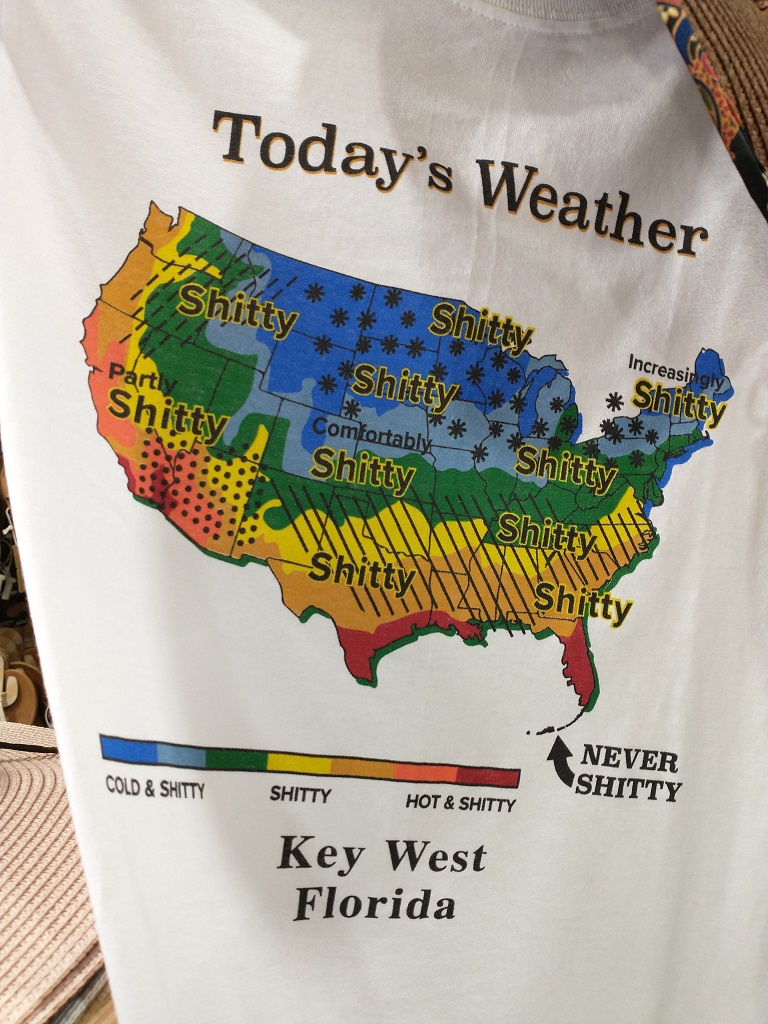 Today's Weather
Shitty
Shitty
Shitty
Increasingly
Shitty
Partly
Shitty
Comfortably
Shitty
Shitty
Shitty
Shitty
Shitty
NEVER
SHITTY
COLD & SHITTY
SHITTY
HOT & SHITTY
Key West
Florida